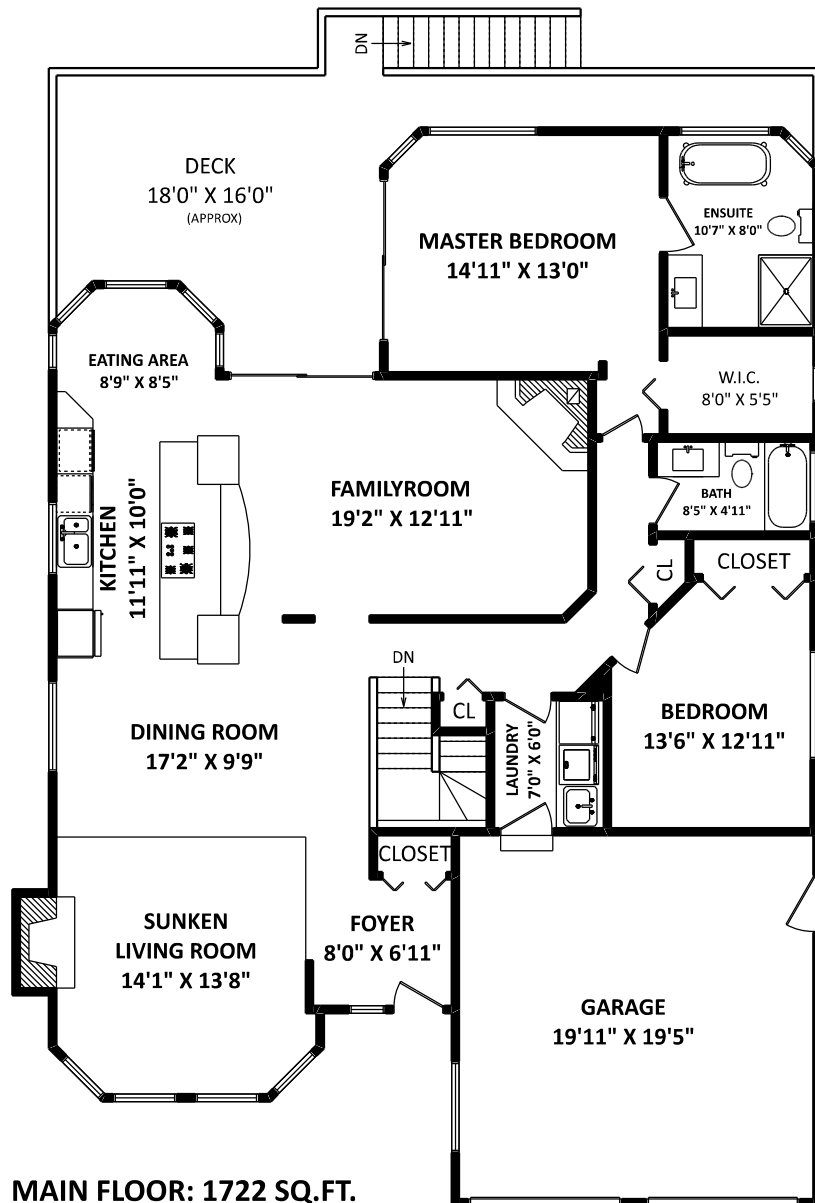 DN
DECK
18'0" X 16'0"
(APPROX)
MASTER BEDROOM
14'11" X 13'0"
ENSUITE
10'7" X 8'0"
EATING AREA
8'9" X 8'5"
W.I.C.
8'0" X 5'5"
KITCHEN
11'11" X 10'0"
FAMILYROOM
19'2" X 12'11"
BATH
8'5" X 4'11"
CL
CLOSET
DN
CL
LAUNDRY
7'0" X 6'0"
BEDROOM
13'6" X 12'11"
DINING ROOM
17'2" X 9'9"
CLOSET
FOYER
8'0" X 6'11"
SUNKEN
LIVING ROOM
14'1" X 13'8"
GARAGE
19'11" X 19'5"
MAIN FLOOR: 1722 SQ.FT.